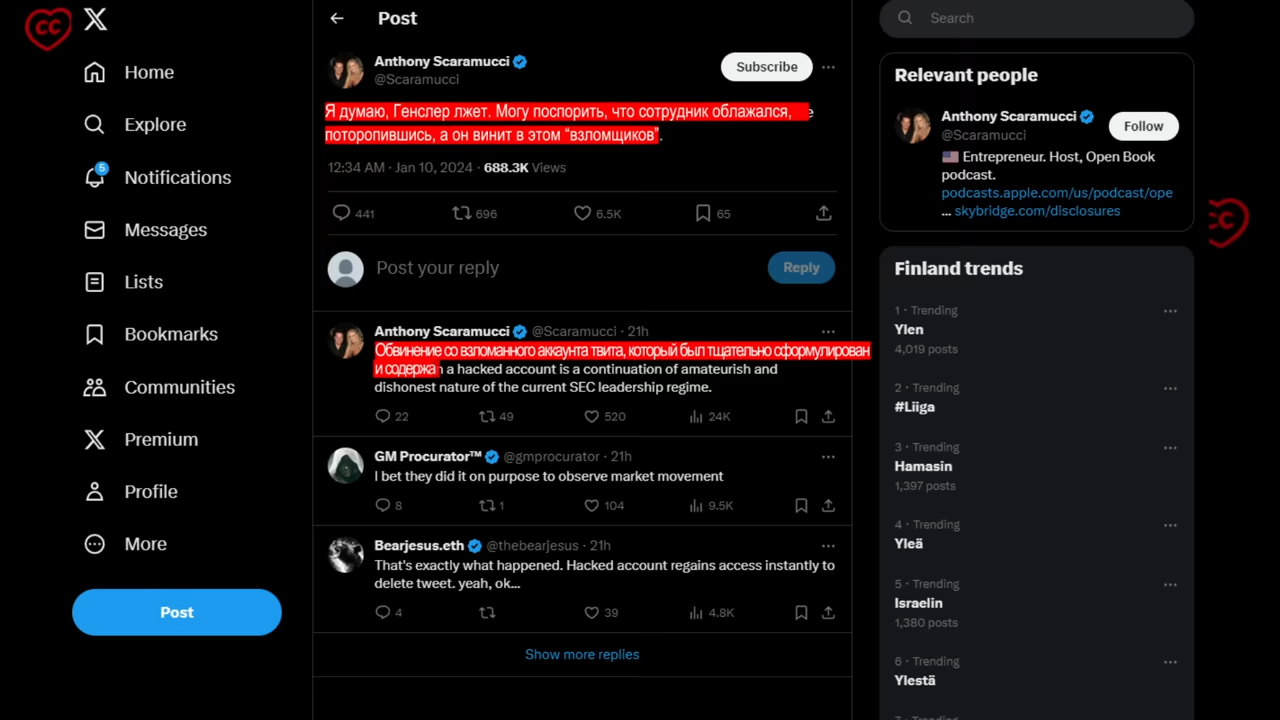 CC
Home
Explore
5
Notifications
Messages
Lists
Bookmarks
Communities
Premium
Profile
More
Post
Post
Anthony Scaramucci
@Scaramucci
Subscribe
Я думаю, Генслер лжет. Могу поспорить, что сотрудник облажался,
поторопившись, а он винит в этом “взломщиков”.
12:34 AM · Jan 10, 2024 · 688.3K Views
441 696 6.5K 65
Post your reply
Reply
Anthony Scaramucci @Scaramucci · 21h
Обвинение со взломанного аккаунта твита, который был тщательно сформулирован
и содержа n a hacked account is a continuation of amateurish and
dishonest nature of the current SEC leadership regime.
22 49 520 24K
GM Procurator™ @gmprocurator · 21h
I bet they did it on purpose to observe market movement
8 1 104 9.5K
Bearjesus.eth @thebearjesus · 21h
That's exactly what happened. Hacked account regains access instantly to
delete tweet. yeah, ok...
4 39 4.8K
Show more replies
Search
Relevant people
Anthony Scaramucci
@Scaramucci
Follow
🇺🇸 Entrepreneur. Host, Open Book
podcast.
podcasts.apple.com/us/podcast/ope
... skybridge.com/disclosures
Finland trends
1 · Trending
Ylen
4,019 posts
2 · Trending
#Liiga
3 · Trending
Hamasin
1,397 posts
4 · Trending
Yleä
5 · Trending
Israelin
1,380 posts
6 · Trending
Ylestä